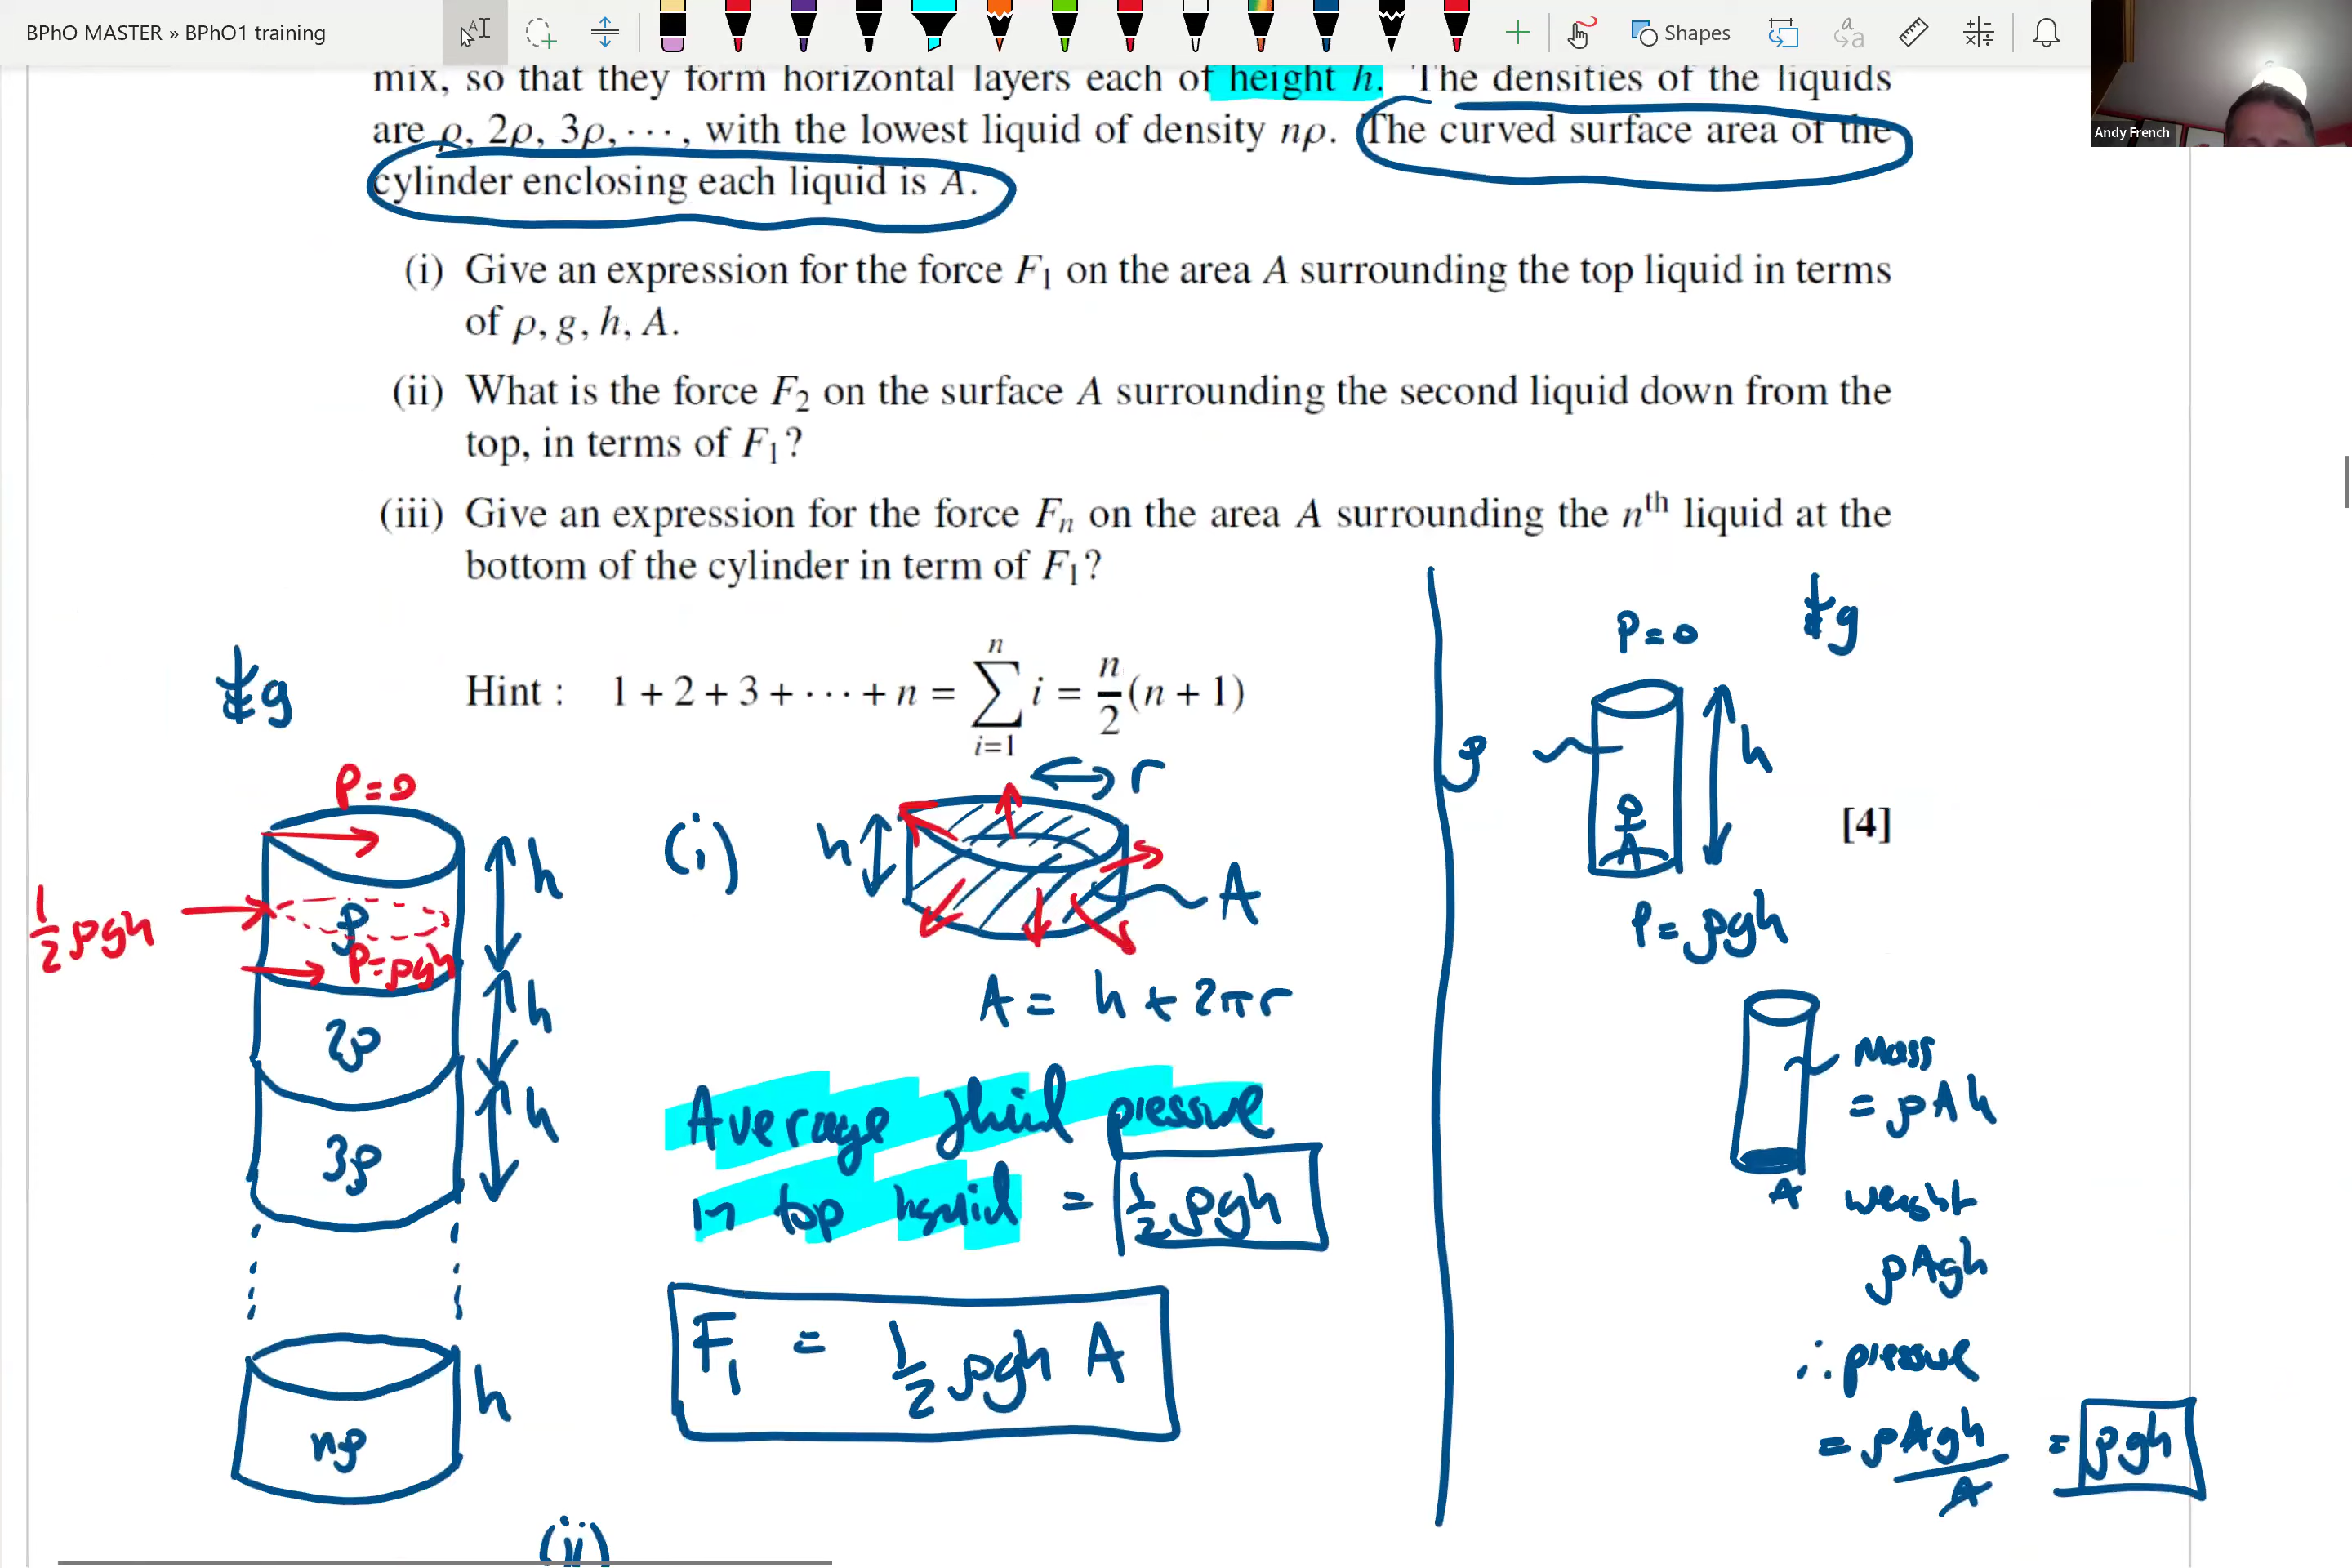 BPhO MASTER » BPhO1 training
Shapes
Andy French
mix, so that they form horizontal layers each of height h. The densities of the liquids
are ρ, 2ρ, 3ρ, ⋯, with the lowest liquid of density nρ. The curved surface area of the
cylinder enclosing each liquid is A.
(i) Give an expression for the force F₁ on the area A surrounding the top liquid in terms
of ρ, g, h, A.
(ii) What is the force F₂ on the surface A surrounding the second liquid down from the
top, in terms of F₁?
(iii) Give an expression for the force Fₙ on the area A surrounding the nᵗʰ liquid at the
bottom of the cylinder in term of F₁?
Hint : 1 + 2 + 3 + ⋯ + n = ∑ᵢ₌₁ⁿ i = n/2 (n + 1)
[4]
g
P=0
h
½ρgh
ρ
P=ρgh
h
2ρ
h
3ρ
h
nρ
(i)
h
r
A
A = h × 2πr
Average fluid pressure
in top liquid = ½ρgh
F₁ = ½ρgh A
(ii)
P=0
g
ρ
h
A
P=ρgh
Mass
= ρAh
A
weight
ρAgh
∴ pressure
= ρAgh/A = ρgh